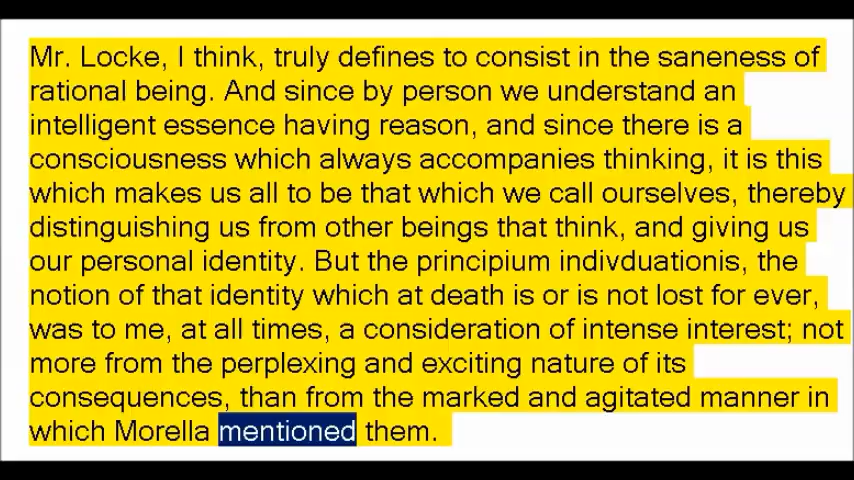 Mr. Locke, I think, truly defines to consist in the saneness of
rational being. And since by person we understand an
intelligent essence having reason, and since there is a
consciousness which always accompanies thinking, it is this
which makes us all to be that which we call ourselves, thereby
distinguishing us from other beings that think, and giving us
our personal identity. But the principium indivduationis, the
notion of that identity which at death is or is not lost for ever,
was to me, at all times, a consideration of intense interest; not
more from the perplexing and exciting nature of its
consequences, than from the marked and agitated manner in
which Morella mentioned them.